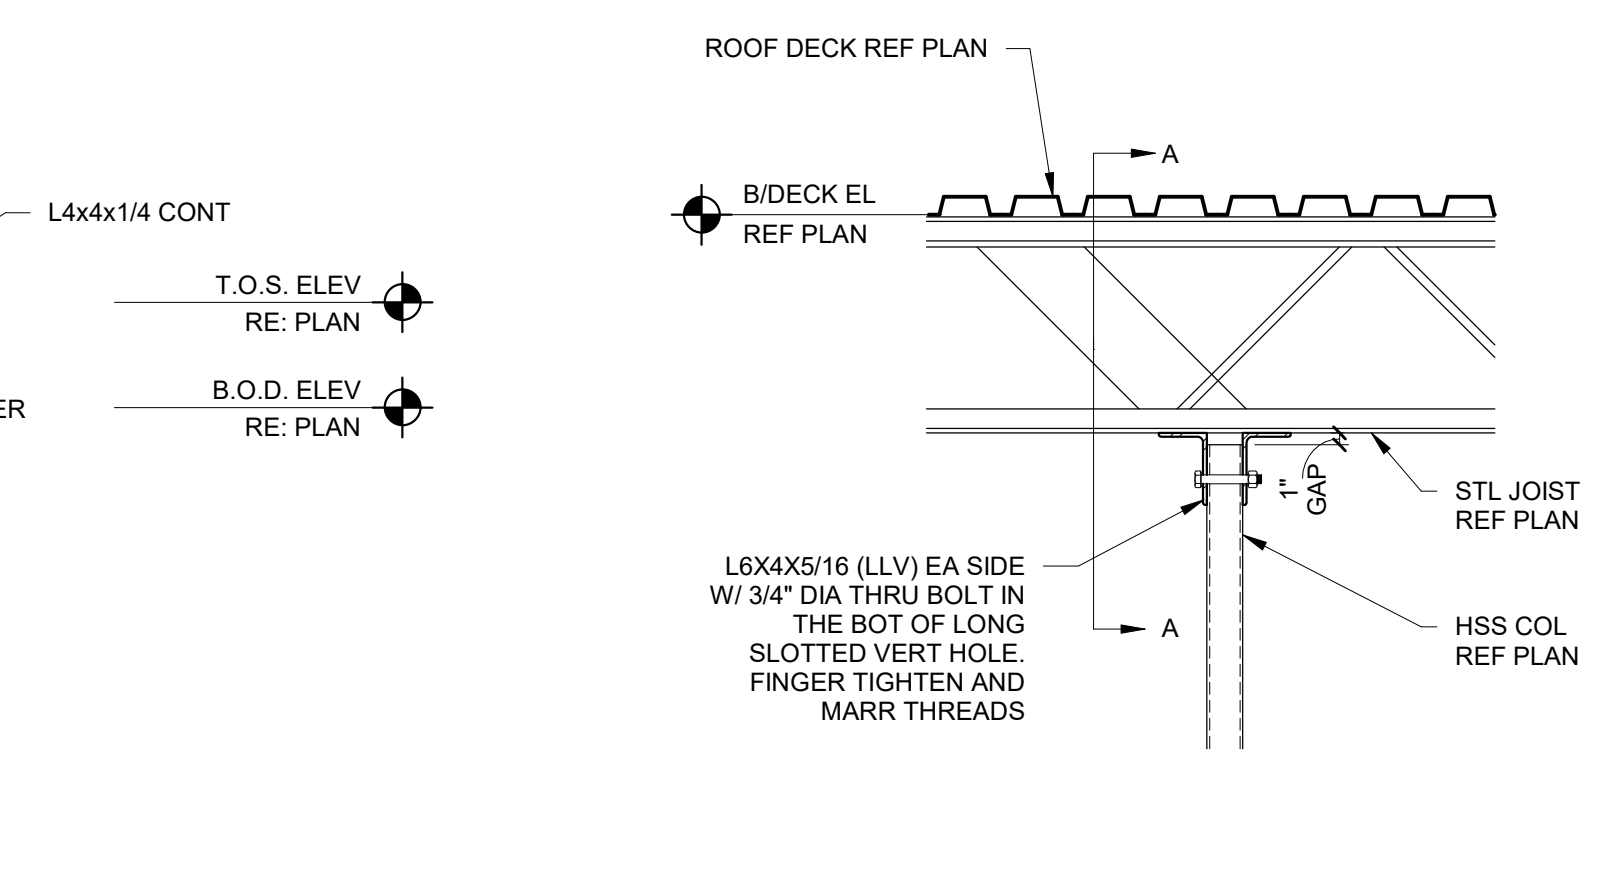 L4x4x1/4 CONT
T.O.S. ELEV
RE: PLAN
B.O.D. ELEV
RE: PLAN
ER
ROOF DECK REF PLAN
A
B/DECK EL
REF PLAN
1"
GAP
STL JOIST
REF PLAN
L6X4X5/16 (LLV) EA SIDE
W/ 3/4" DIA THRU BOLT IN
THE BOT OF LONG
SLOTTED VERT HOLE.
FINGER TIGHTEN AND
MARR THREADS
A
HSS COL
REF PLAN